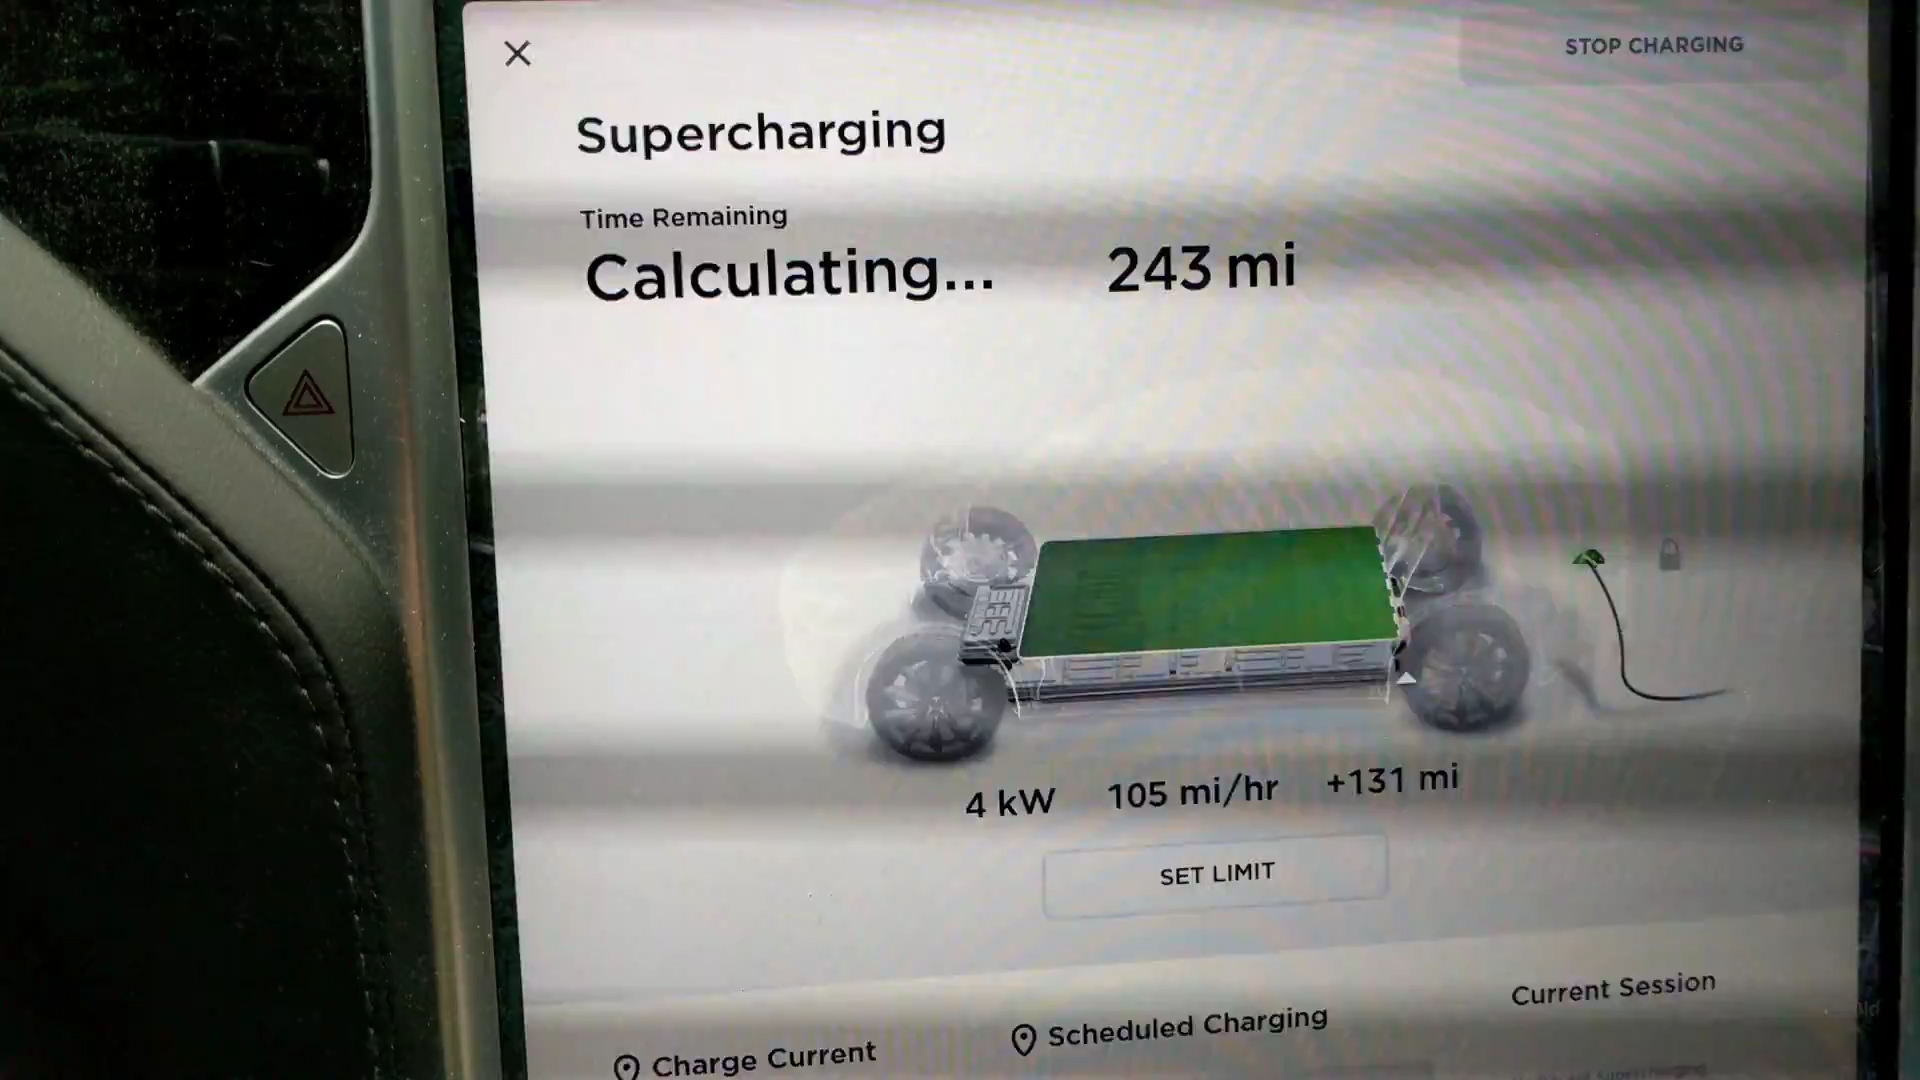 STOP CHARGING
Supercharging
Time Remaining
Calculating... 243 mi
4 kW 105 mi/hr +131 mi
SET LIMIT
Charge Current
Scheduled Charging
Current Session